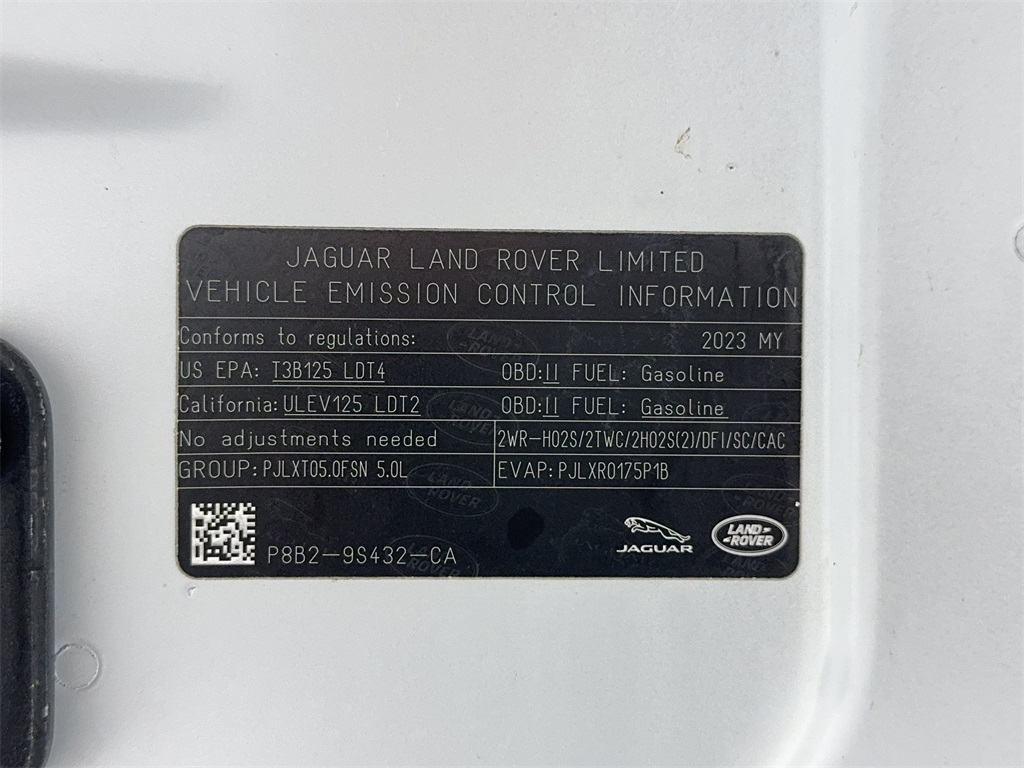 JAGUAR LAND ROVER LIMITED
VEHICLE EMISSION CONTROL INFORMATION
Conforms to regulations: 2023 MY
US EPA: T3B125 LDT4 OBD:II FUEL: Gasoline
California: ULEV125 LDT2 OBD:II FUEL: Gasoline
No adjustments needed 2WR-HO2S/2TWC/2HO2S(2)/DFI/SC/CAC
GROUP: PJLXT05.0FSN 5.0L EVAP: PJLXR0175P1B
P8B2-9S432-CA JAGUAR LAND-ROVER